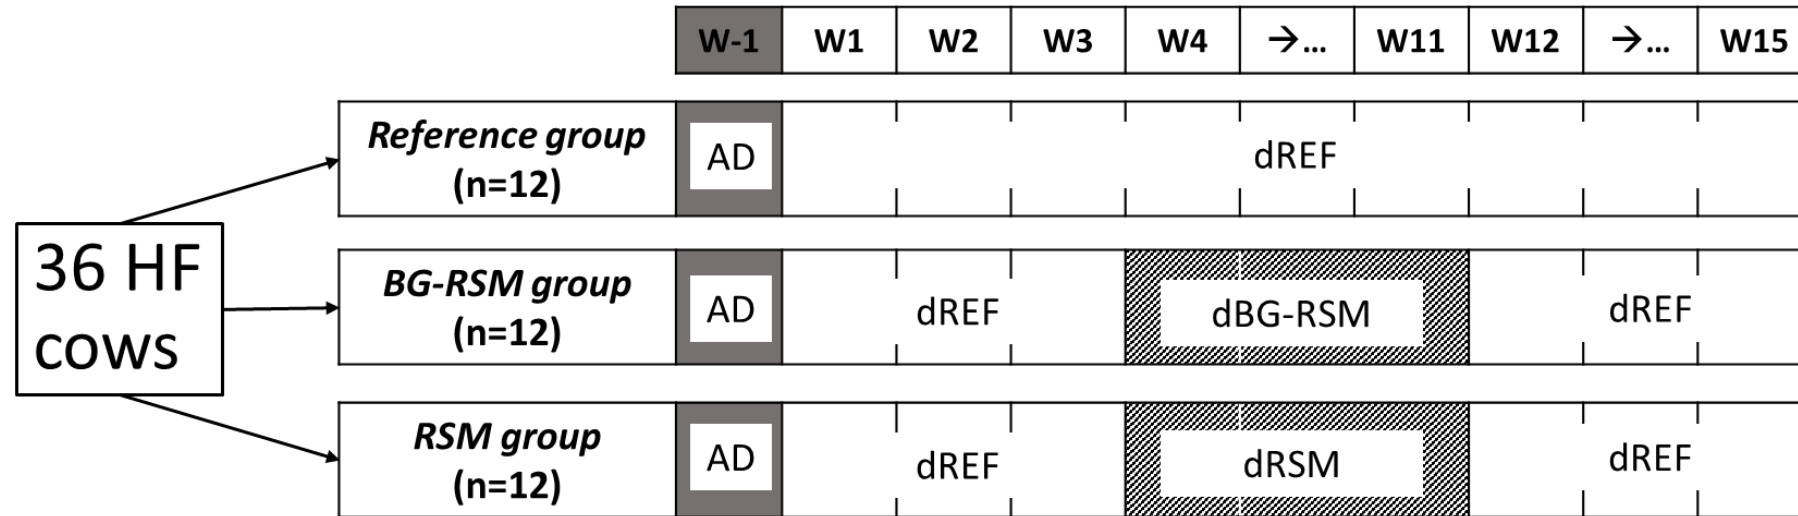 W-1 W1 W2 W3 W4 →... W11 W12 →... W15
Reference group
(n=12)
AD
dREF
36 HF
cows
BG-RSM group
(n=12)
AD
dREF
dBG-RSM
dREF
RSM group
(n=12)
AD
dREF
dRSM
dREF